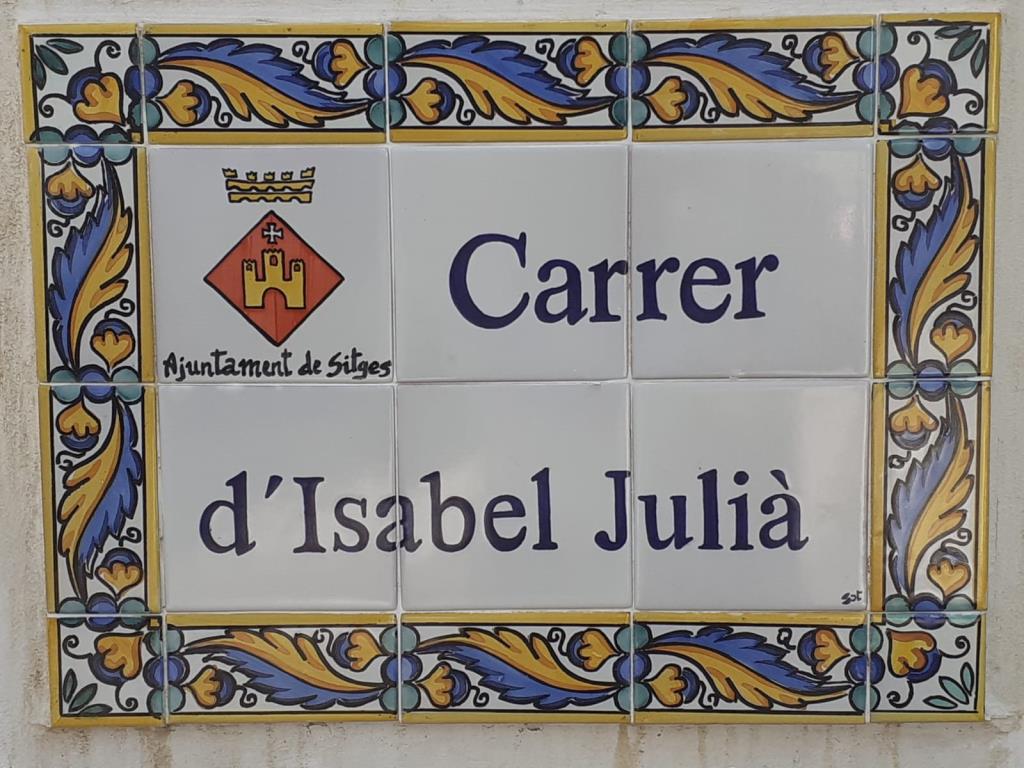 Ajuntament de Sitges
Carrer
d´Isabel Julià